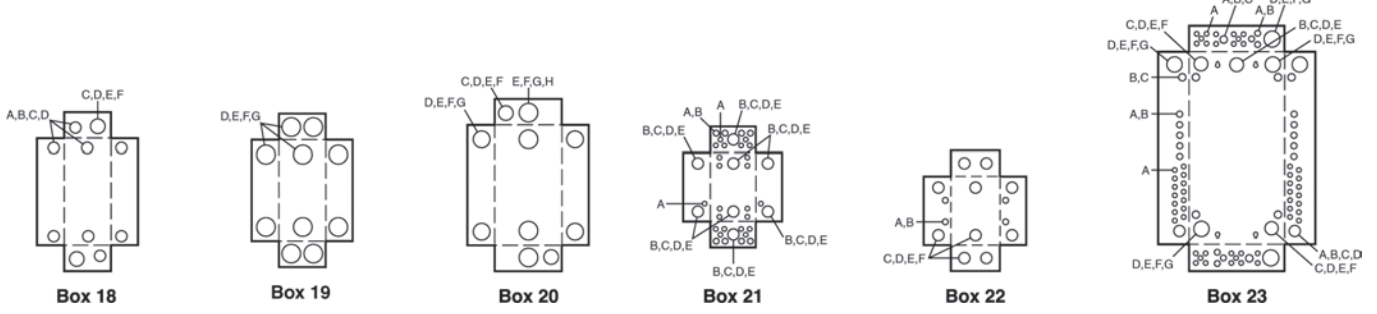 C,D,E,F
A,B,C,D
Box 18
D,E,F,G
Box 19
C,D,E,F E,F,G,H
D,E,F,G
Box 20
A B,C,D,E
A,B
B,C,D,E B,C,D,E
A
B,C,D,E B,C,D,E
B,C,D,E
Box 21
A,B
C,D,E,F
Box 22
A,B,C D,E,F,G
A A,B
C,D,E,F B,C,D,E
D,E,F,G D,E,F,G
B,C
A,B
A
A,B,C,D
D,E,F,G C,D,E,F
Box 23